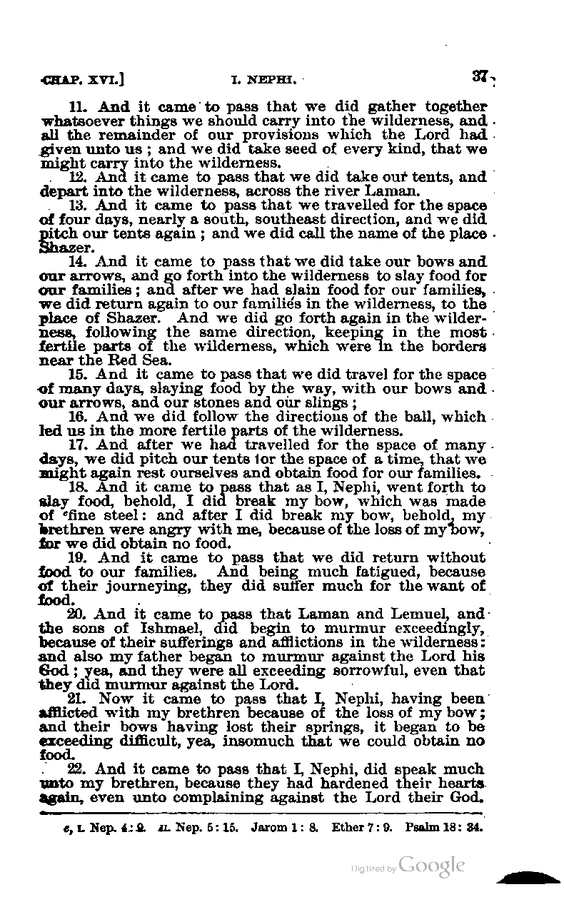 CHAP. XVI.] I. NEPHI. 37
11. And it came to pass that we did gather together
whatsoever things we should carry into the wilderness, and
all the remainder of our provisions which the Lord had
given unto us ; and we did take seed of every kind, that we
might carry into the wilderness.
12. And it came to pass that we did take our tents, and
depart into the wilderness, across the river Laman.
13. And it came to pass that we travelled for the space
of four days, nearly a south, southeast direction, and we did
pitch our tents again ; and we did call the name of the place
Shazer.
14. And it came to pass that we did take our bows and
our arrows, and go forth into the wilderness to slay food for
our families ; and after we had slain food for our families,
we did return again to our families in the wilderness, to the
place of Shazer. And we did go forth again in the wilder-
ness, following the same direction, keeping in the most
fertile parts of the wilderness, which were in the borders
near the Red Sea.
15. And it came to pass that we did travel for the space
of many days, slaying food by the way, with our bows and
our arrows, and our stones and our slings ;
16. And we did follow the directions of the ball, which
led us in the more fertile parts of the wilderness.
17. And after we had travelled for the space of many
days, we did pitch our tents for the space of a time, that we
might again rest ourselves and obtain food for our families.
18. And it came to pass that as I, Nephi, went forth to
slay food, behold, I did break my bow, which was made
of ᵉfine steel: and after I did break my bow, behold, my
brethren were angry with me, because of the loss of my bow,
for we did obtain no food.
19. And it came to pass that we did return without
food to our families. And being much fatigued, because
of their journeying, they did suffer much for the want of
food.
20. And it came to pass that Laman and Lemuel, and
the sons of Ishmael, did begin to murmur exceedingly,
because of their sufferings and afflictions in the wilderness:
and also my father began to murmur against the Lord his
God ; yea, and they were all exceeding sorrowful, even that
they did murmur against the Lord.
21. Now it came to pass that I, Nephi, having been
afflicted with my brethren because of the loss of my bow;
and their bows having lost their springs, it began to be
exceeding difficult, yea, insomuch that we could obtain no
food.
22. And it came to pass that I, Nephi, did speak much
unto my brethren, because they had hardened their hearts
again, even unto complaining against the Lord their God.
e, I. Nep. 4: 9. II. Nep. 5: 15. Jarom 1: 8. Ether 7: 9. Psalm 18: 34.
Digitized by Google